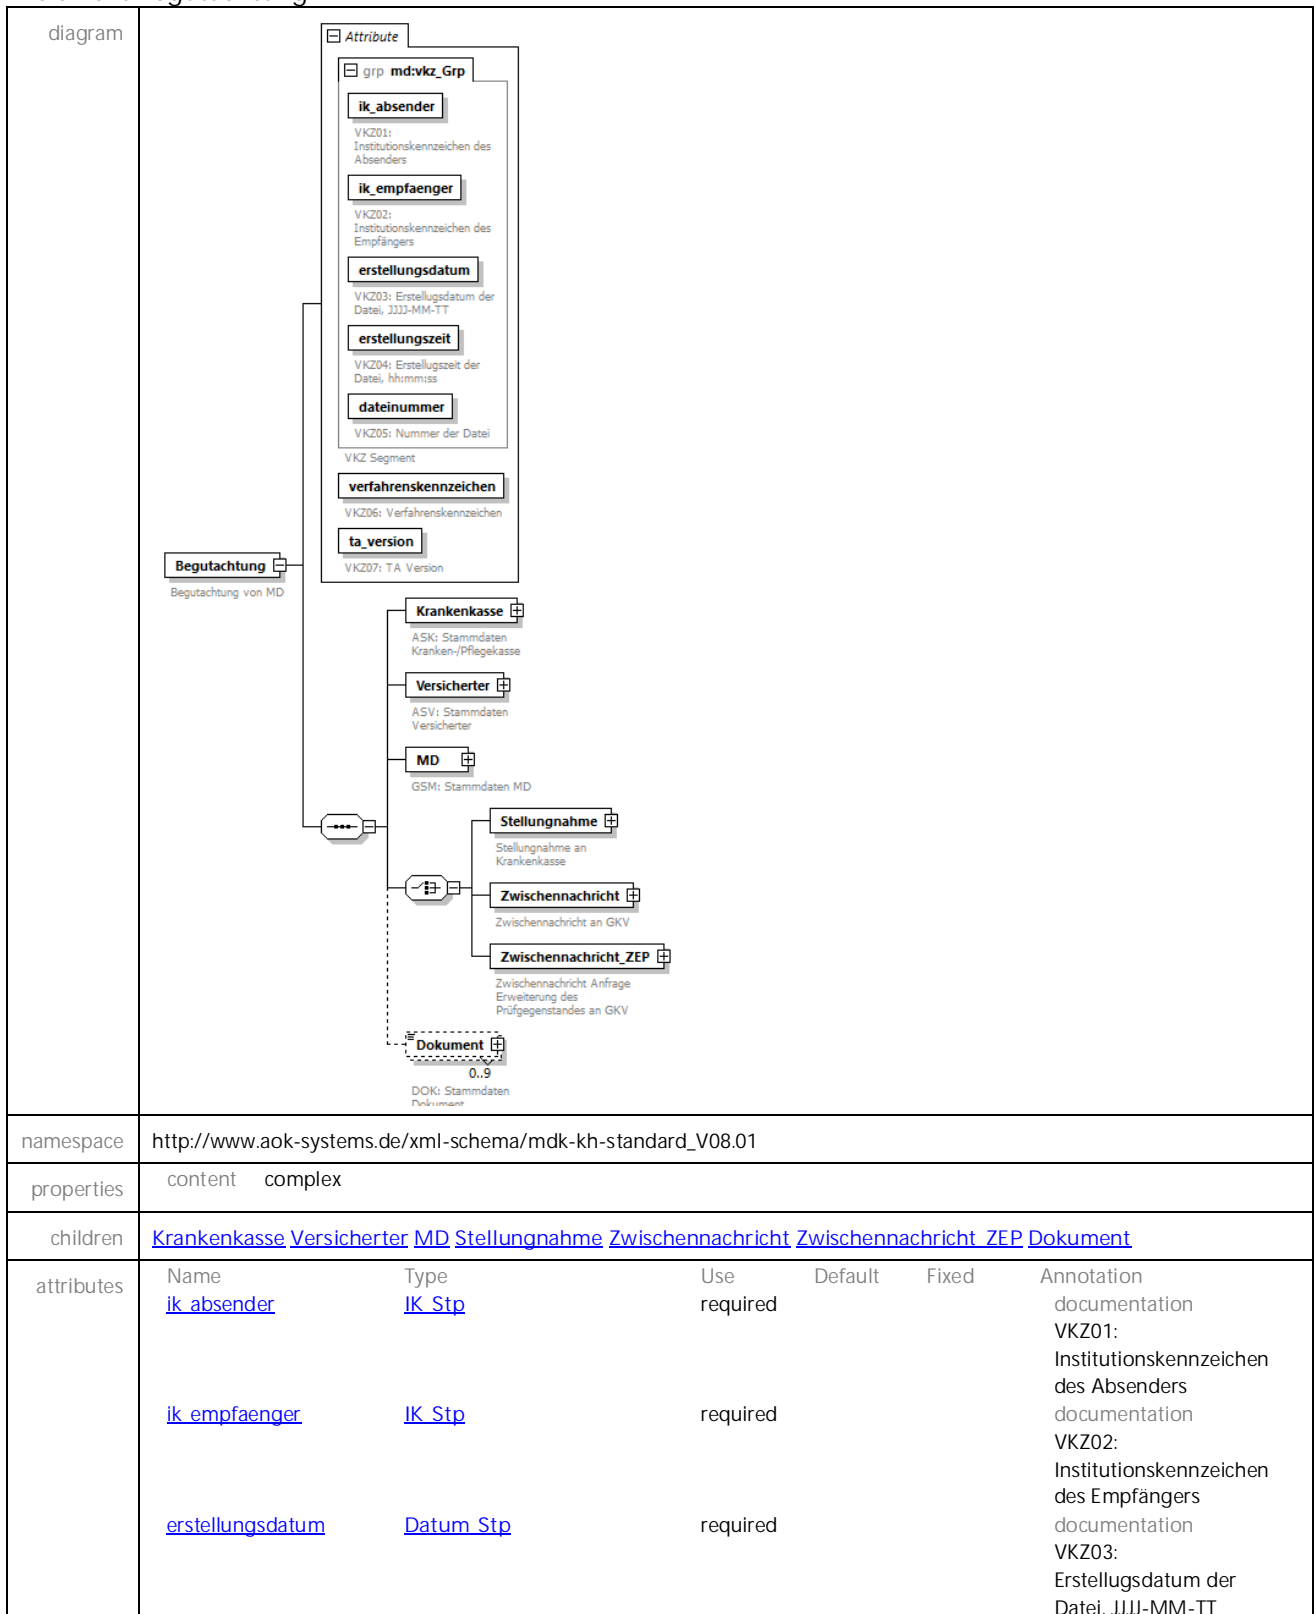 diagram
Attribute
grp md:vkz_Grp
ik_absender
VKZ01:
Institutionskennzeichen des
Absenders
ik_empfaenger
VKZ02:
Institutionskennzeichen des
Empfängers
erstellungsdatum
VKZ03: Erstellugsdatum der
Datei, JJJJ-MM-TT
erstellungszeit
VKZ04: Erstellugszeit der
Datei, hh:mm:ss
dateinummer
VKZ05: Nummer der Datei
VKZ Segment
verfahrenskennzeichen
VKZ06: Verfahrenskennzeichen
ta_version
VKZ07: TA Version
Begutachtung
Begutachtung von MD
Krankenkasse
ASK: Stammdaten
Kranken-/Pflegekasse
Versicherter
ASV: Stammdaten
Versicherter
MD
GSM: Stammdaten MD
Stellungnahme
Stellungnahme an
Krankenkasse
Zwischennachricht
Zwischennachricht an GKV
Zwischennachricht_ZEP
Zwischennachricht Anfrage
Erweiterung des
Prüfgegenstandes an GKV
Dokument
0..9
DOK: Stammdaten
Dokument
namespace http://www.aok-systems.de/xml-schema/mdk-kh-standard_V08.01
properties content complex
children Krankenkasse Versicherter MD Stellungnahme Zwischennachricht Zwischennachricht_ZEP Dokument
attributes Name Type Use Default Fixed Annotation
ik_absender IK_Stp required documentation
VKZ01:
Institutionskennzeichen
des Absenders
ik_empfaenger IK_Stp required documentation
VKZ02:
Institutionskennzeichen
des Empfängers
erstellungsdatum Datum_Stp required documentation
VKZ03:
Erstellugsdatum der
Datei, JJJJ-MM-TT